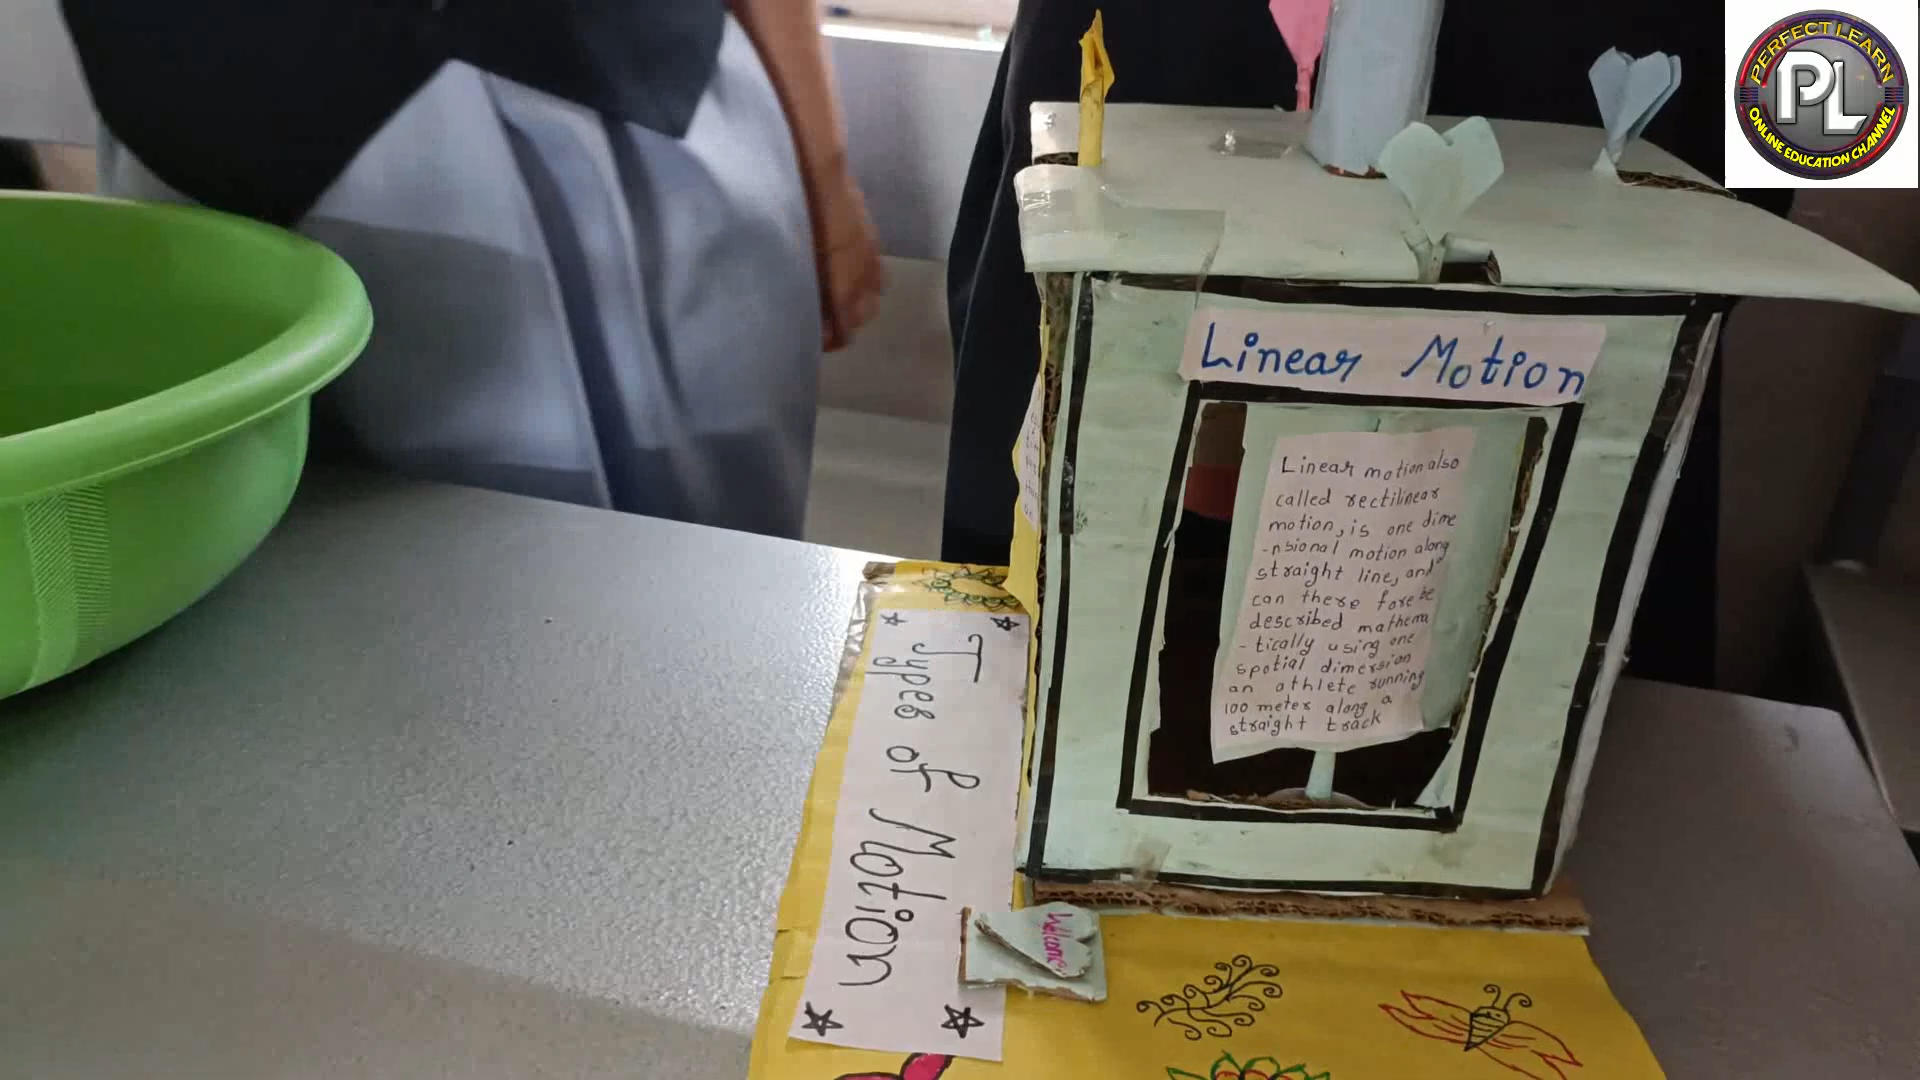 PERFECT LEARN
PL
ONLINE EDUCATION CHANNEL
Linear Motion
Linear motion also
called rectilinear
motion, is one dime
-nsional motion along
straight line, and
can there fore be
described mathema
-tically using one
spatial dimension
an athlete running
100 meter along a
straight track
Types of Motion
Welcome